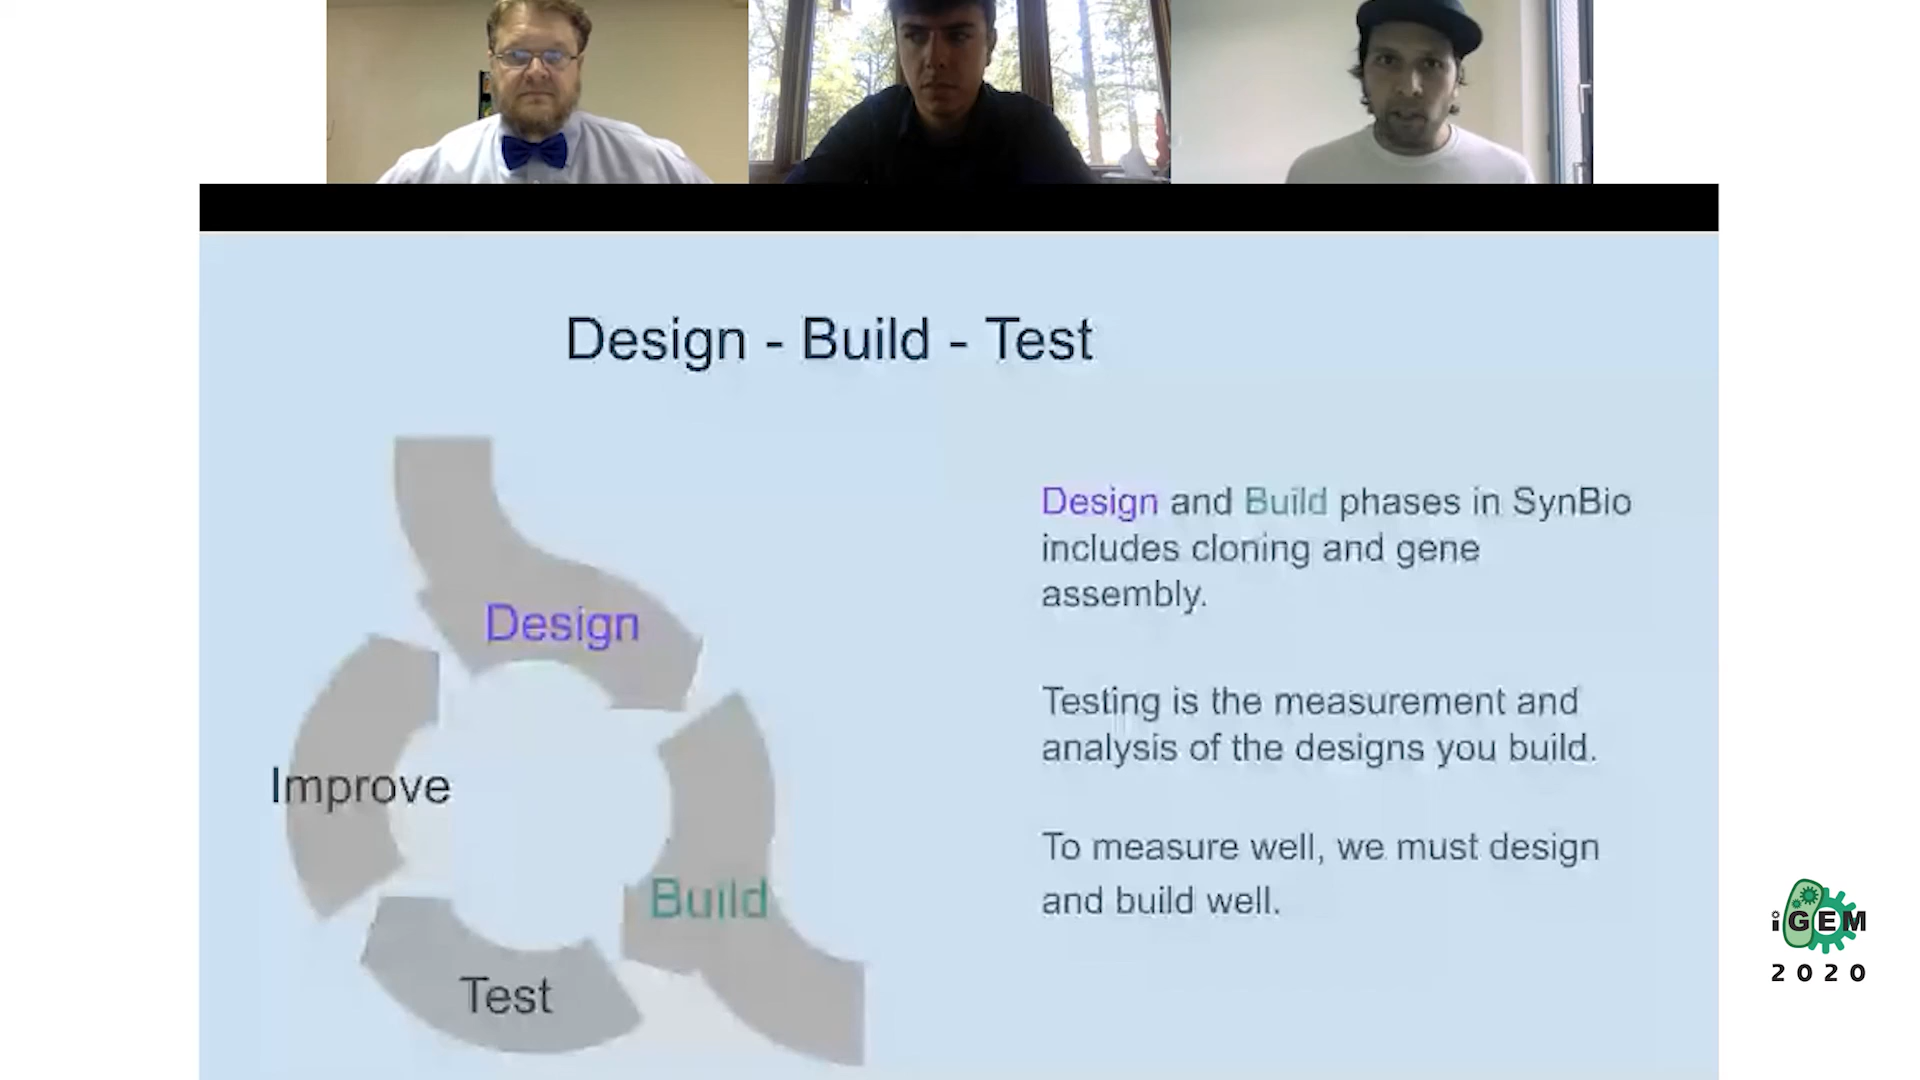 Design - Build - Test
Design
Improve
Build
Test
Design and Build phases in SynBio
includes cloning and gene
assembly.
Testing is the measurement and
analysis of the designs you build.
To measure well, we must design
and build well.
iGEM
2020